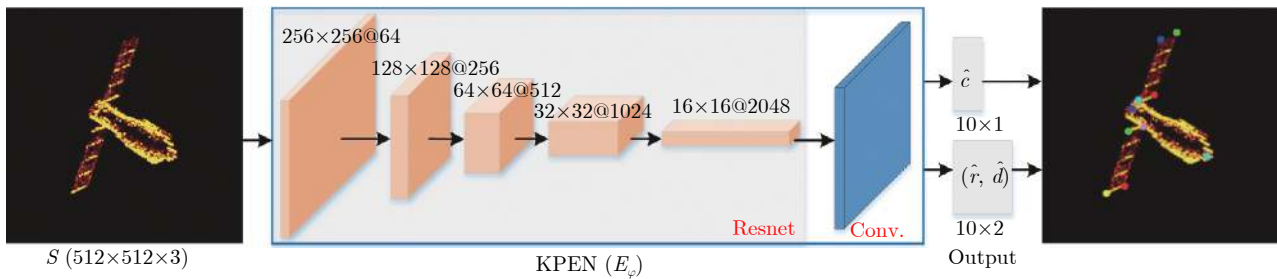 256×256@64
128×128@256
64×64@512
32×32@1024
16×16@2048
Resnet
Conv.
ĉ
10×1
(r̂, d̂)
10×2
Output
S (512×512×3)
KPEN (E_φ)